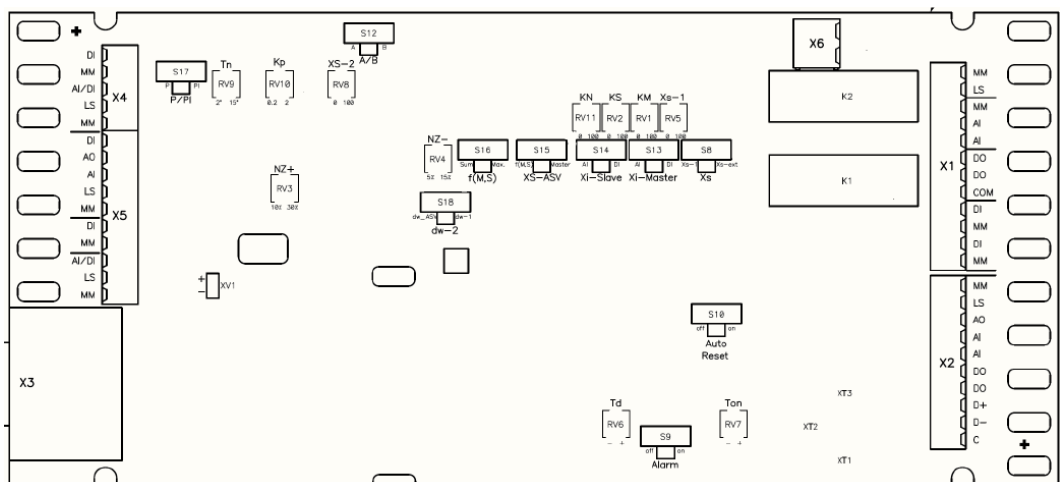 +
X4
DI
MM
AI/DI
LS
MM
X5
DI
AO
AI
LS
MM
DI
MM
AI/DI
LS
MM
X3
S17
P PI
P/PI
Tn
RV9
2" 15"
Kp
RV10
0.2 2
S12
A B
A/B
XS-2
RV8
0 100
NZ+
RV3
10% 30%
+
-
XV1
NZ-
RV4
5% 15%
S18
dw_ASV dw-1
dw-2
S16
Sum Max.
f(M,S)
S15
f(M,S) Master
XS-ASV
KN
RV11
0 100
KS
RV2
0 100
KM
RV1
0 100
Xs-1
RV5
0 100
S14
AI DI
Xi-Slave
S13
AI DI
Xi-Master
S8
Xs-1 Xs-ext
Xs
X6
K2
K1
S10
off on
Auto
Reset
Td
RV6
- +
S9
off on
Alarm
Ton
RV7
- +
XT3
XT2
XT1
X1
MM
LS
MM
AI
AI
DO
DO
COM
DI
MM
DI
MM
X2
MM
LS
AO
AI
AI
DO
DO
D+
D-
C
+